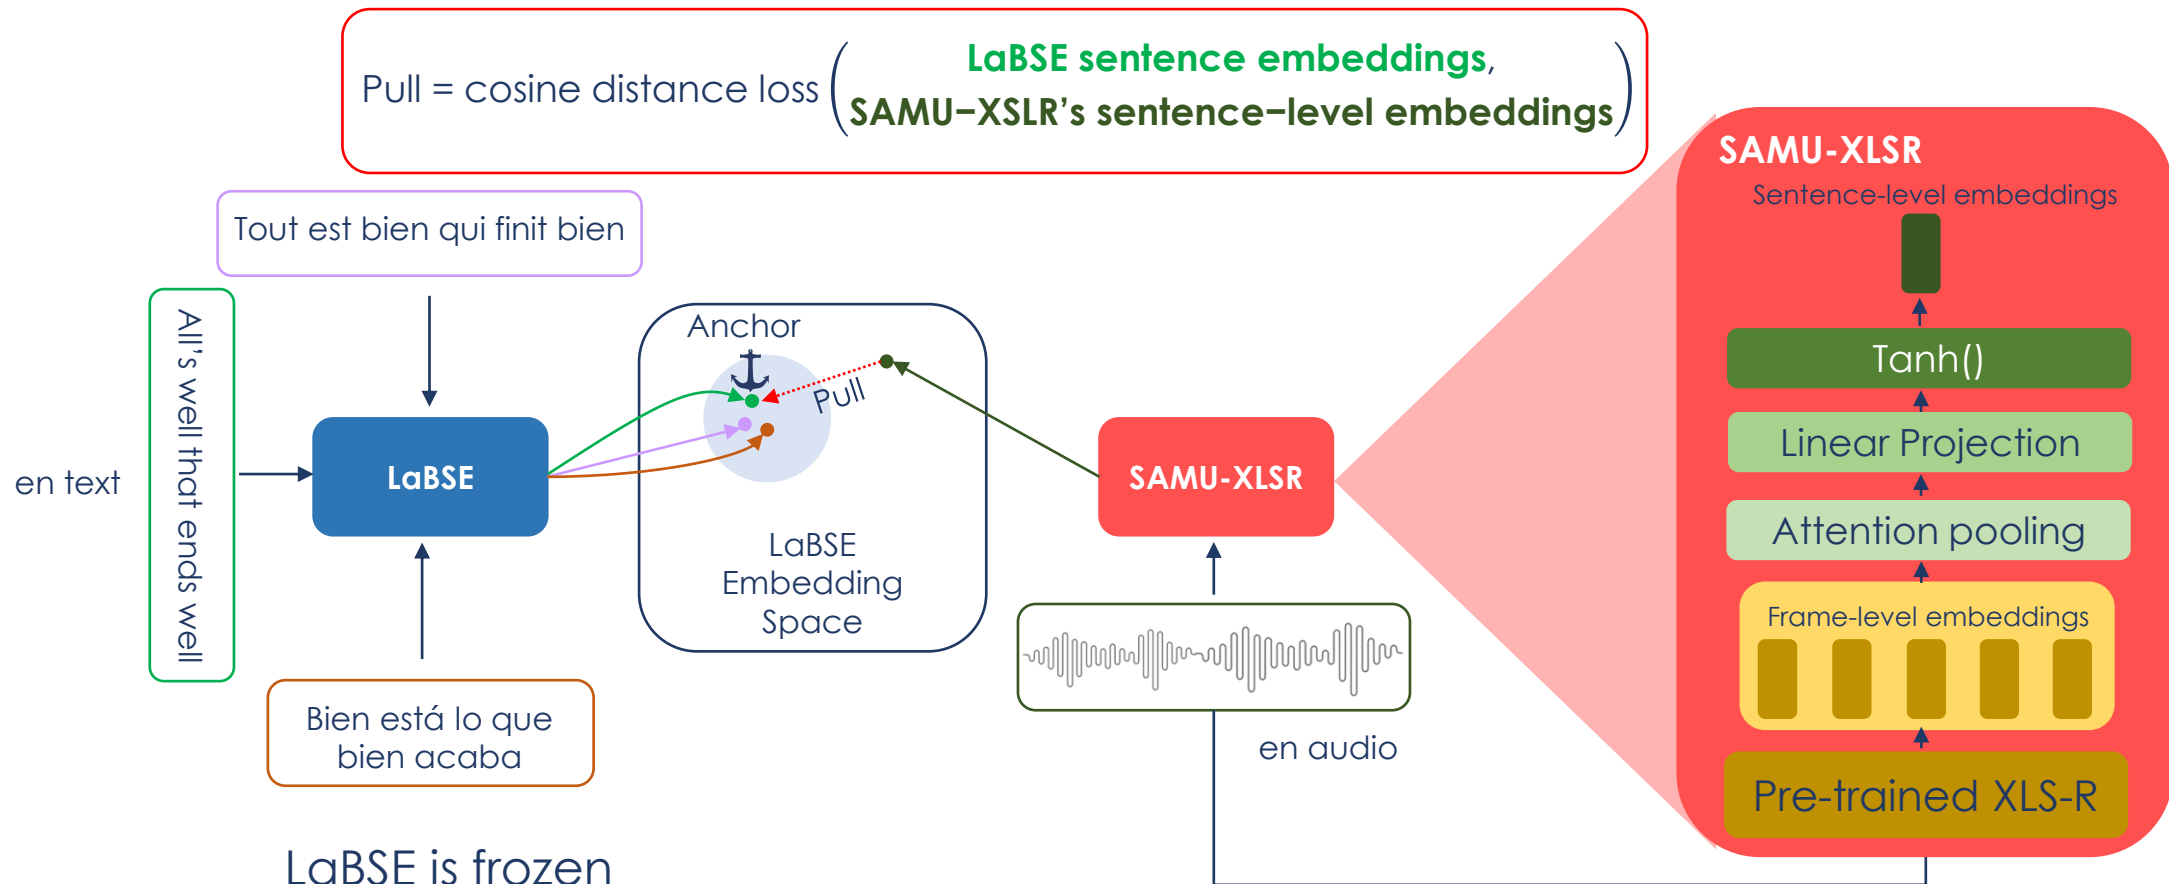 LaBSE sentence embeddings,
Pull = cosine distance loss
SAMU-XSLR's sentence-level embeddings
SAMU-XLSR
Sentence-level embeddings
Tout est bien qui finit bien
All's well that ends well
Anchor
Pull
Tanh()
Linear Projection
en text
LaBSE
SAMU-XLSR
Attention pooling
LaBSE
Embedding
Space
Frame-level embeddings
Bien está lo que
bien acaba
en audio
Pre-trained XLS-R
LaBSE is frozen